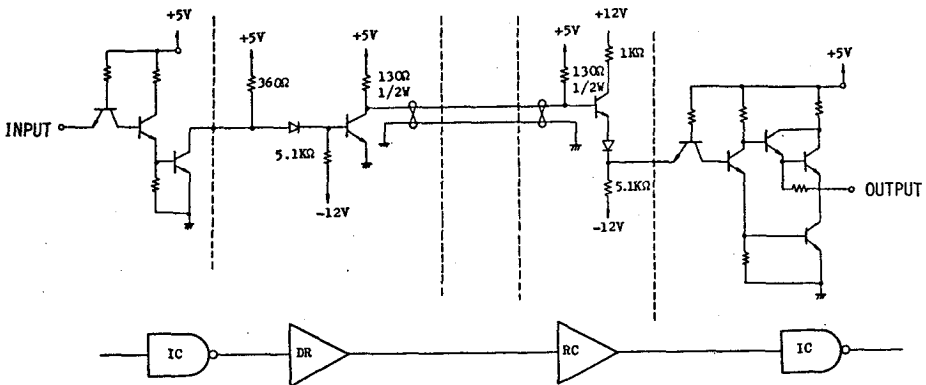 +5V
+5V
+5V
+5V
+12V
1KΩ
+5V
360Ω
130Ω
1/2W
130Ω
1/2W
INPUT
5.1KΩ
-12V
5.1KΩ
-12V
OUTPUT
IC
DR
RC
IC